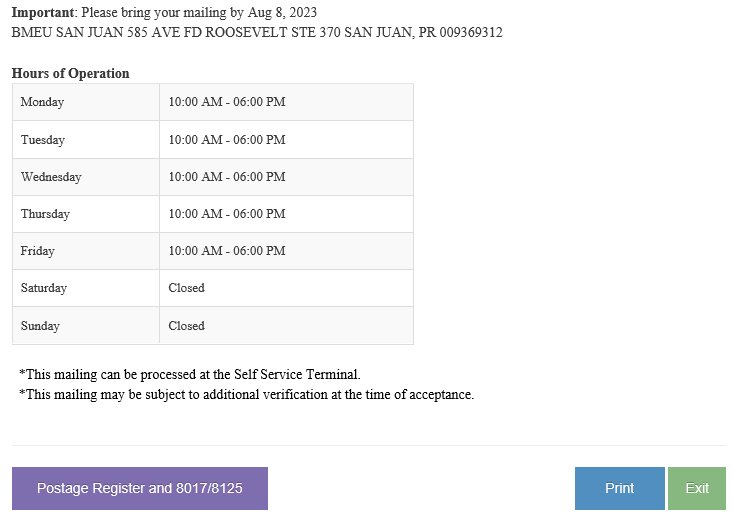 Important: Please bring your mailing by Aug 8, 2023
BMEU SAN JUAN 585 AVE FD ROOSEVELT STE 370 SAN JUAN, PR 009369312
Hours of Operation
Monday 10:00 AM - 06:00 PM
Tuesday 10:00 AM - 06:00 PM
Wednesday 10:00 AM - 06:00 PM
Thursday 10:00 AM - 06:00 PM
Friday 10:00 AM - 06:00 PM
Saturday Closed
Sunday Closed
*This mailing can be processed at the Self Service Terminal.
*This mailing may be subject to additional verification at the time of acceptance.
Postage Register and 8017/8125 Print Exit